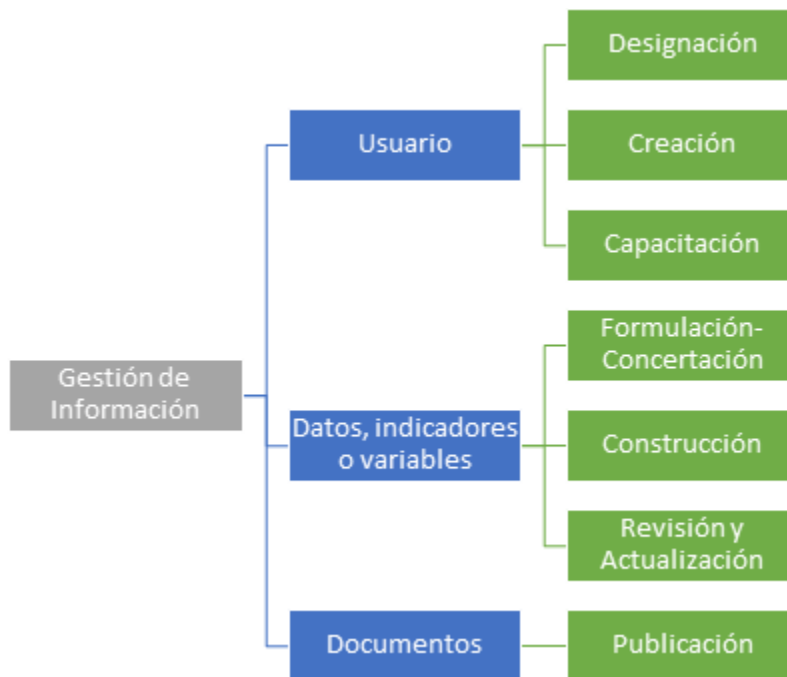 Designación
Usuario
Creación
Capacitación
Formulación-
Concertación
Gestión de
Información
Datos, indicadores
o variables
Construcción
Revisión y
Actualización
Documentos
Publicación